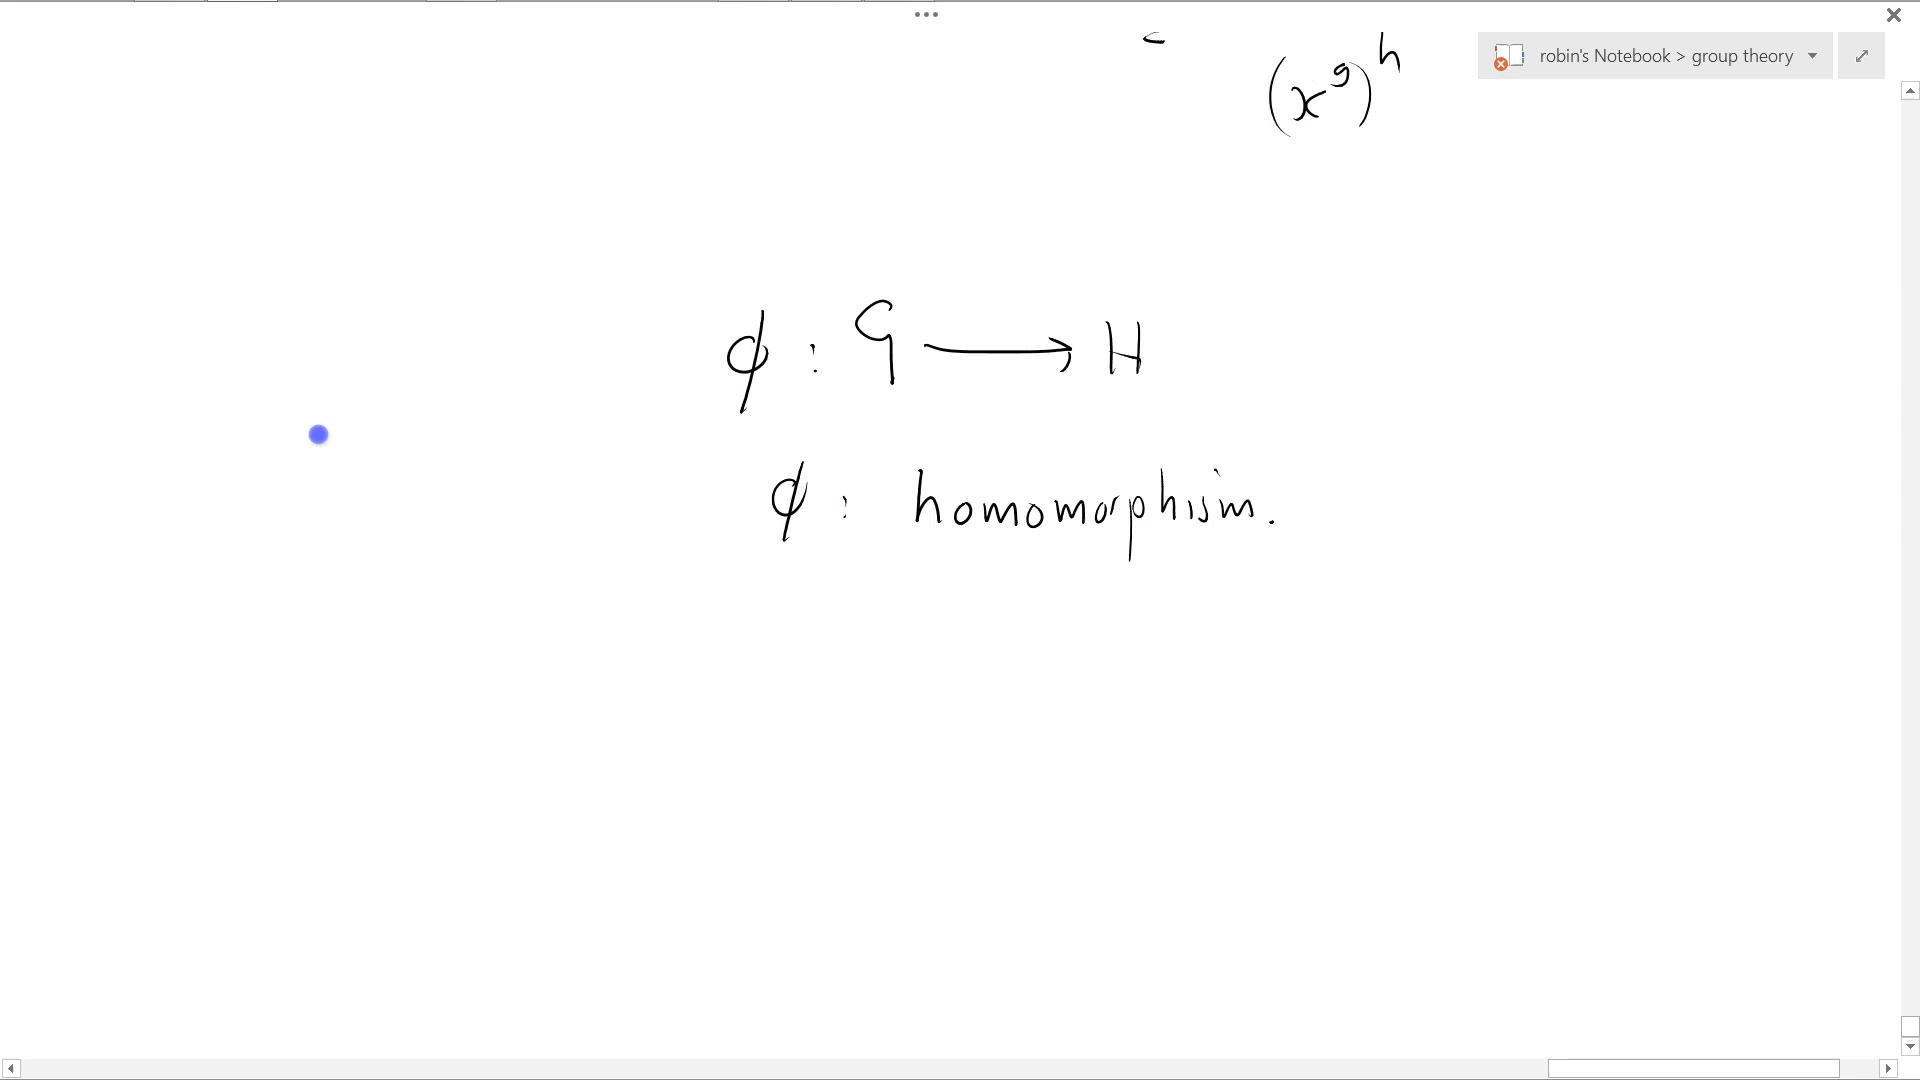 (x^g)^h
robin's Notebook > group theory
ϕ : G ⟶ H
ϕ : homomorphism.